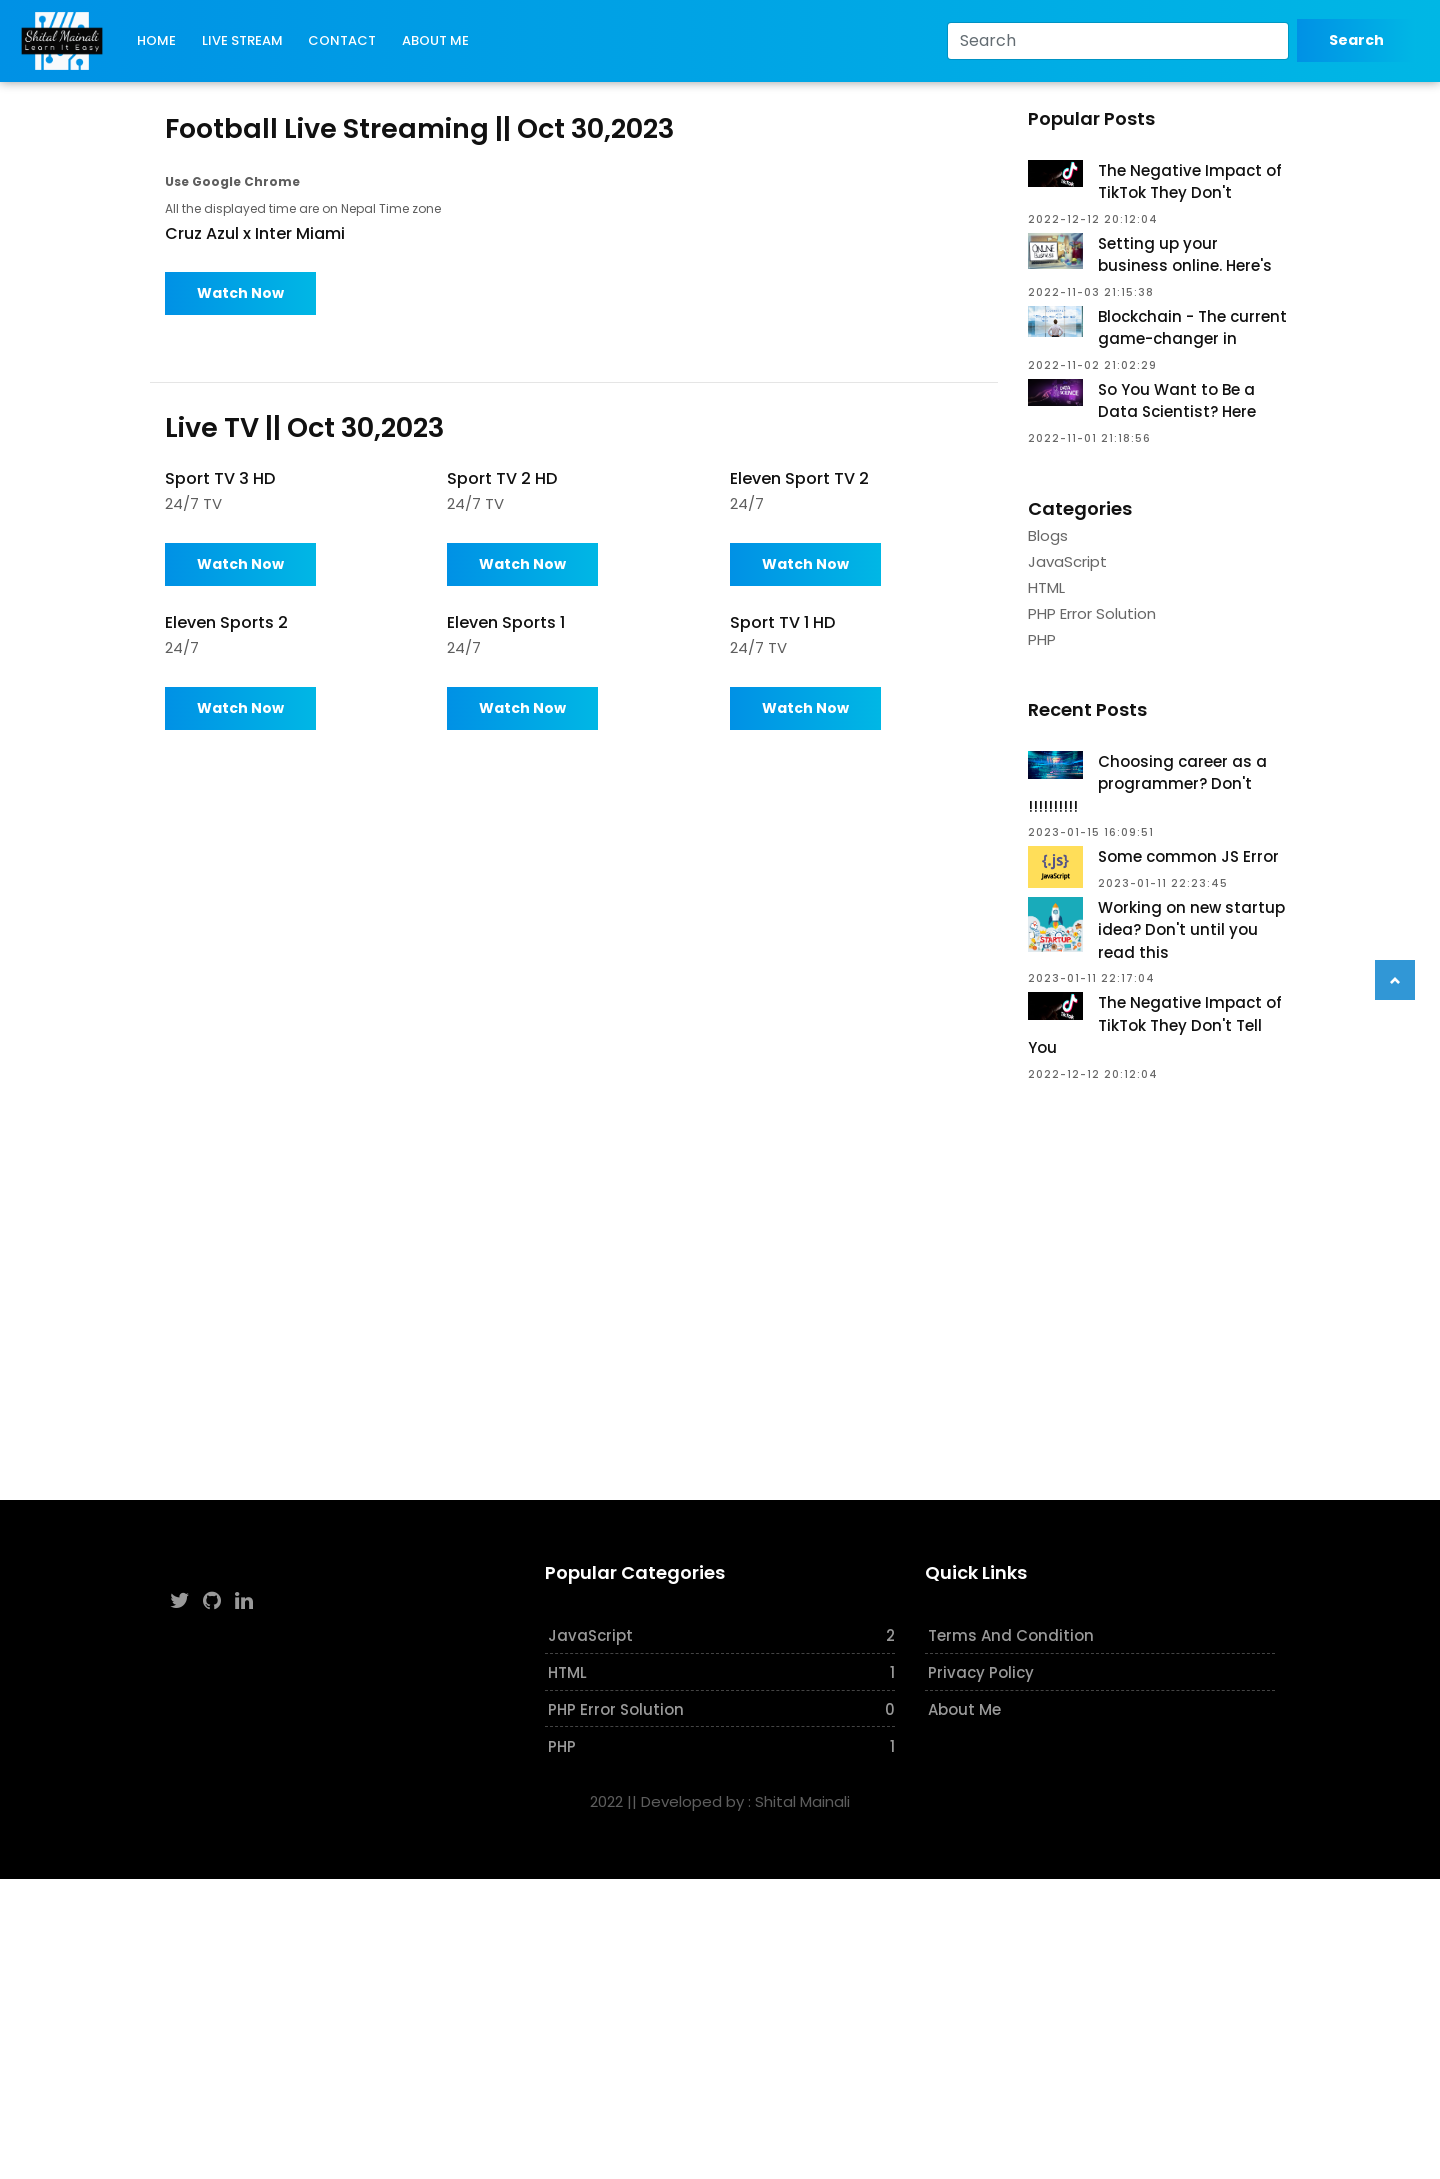 Shital Mainali
Learn It Easy
HOME
LIVE STREAM
CONTACT
ABOUT ME
Search
Search
Football Live Streaming || Oct 30,2023
Use Google Chrome
All the displayed time are on Nepal Time zone
Cruz Azul x Inter Miami
Watch Now
Live TV || Oct 30,2023
Sport TV 3 HD
24/7 TV
Watch Now
Sport TV 2 HD
24/7 TV
Watch Now
Eleven Sport TV 2
24/7
Watch Now
Eleven Sports 2
24/7
Watch Now
Eleven Sports 1
24/7
Watch Now
Sport TV 1 HD
24/7 TV
Watch Now
Popular Posts
TikTok
The Negative Impact of
TikTok They Don't
2022-12-12 20:12:04
ONLINE
Setting up your
business online. Here's
2022-11-03 21:15:38
Blockchain - The current
game-changer in
2022-11-02 21:02:29
DATA
SCIENCE
So You Want to Be a
Data Scientist? Here
2022-11-01 21:18:56
Categories
Blogs
JavaScript
HTML
PHP Error Solution
PHP
Recent Posts
Choosing career as a
programmer? Don't
!!!!!!!!!!
2023-01-15 16:09:51
{.js}
JavaScript
Some common JS Error
2023-01-11 22:23:45
STARTUP
Working on new startup
idea? Don't until you
read this
2023-01-11 22:17:04
TikTok
The Negative Impact of
TikTok They Don't Tell
You
2022-12-12 20:12:04
Popular Categories
JavaScript 2
HTML 1
PHP Error Solution 0
PHP 1
Quick Links
Terms And Condition
Privacy Policy
About Me
2022 || Developed by : Shital Mainali